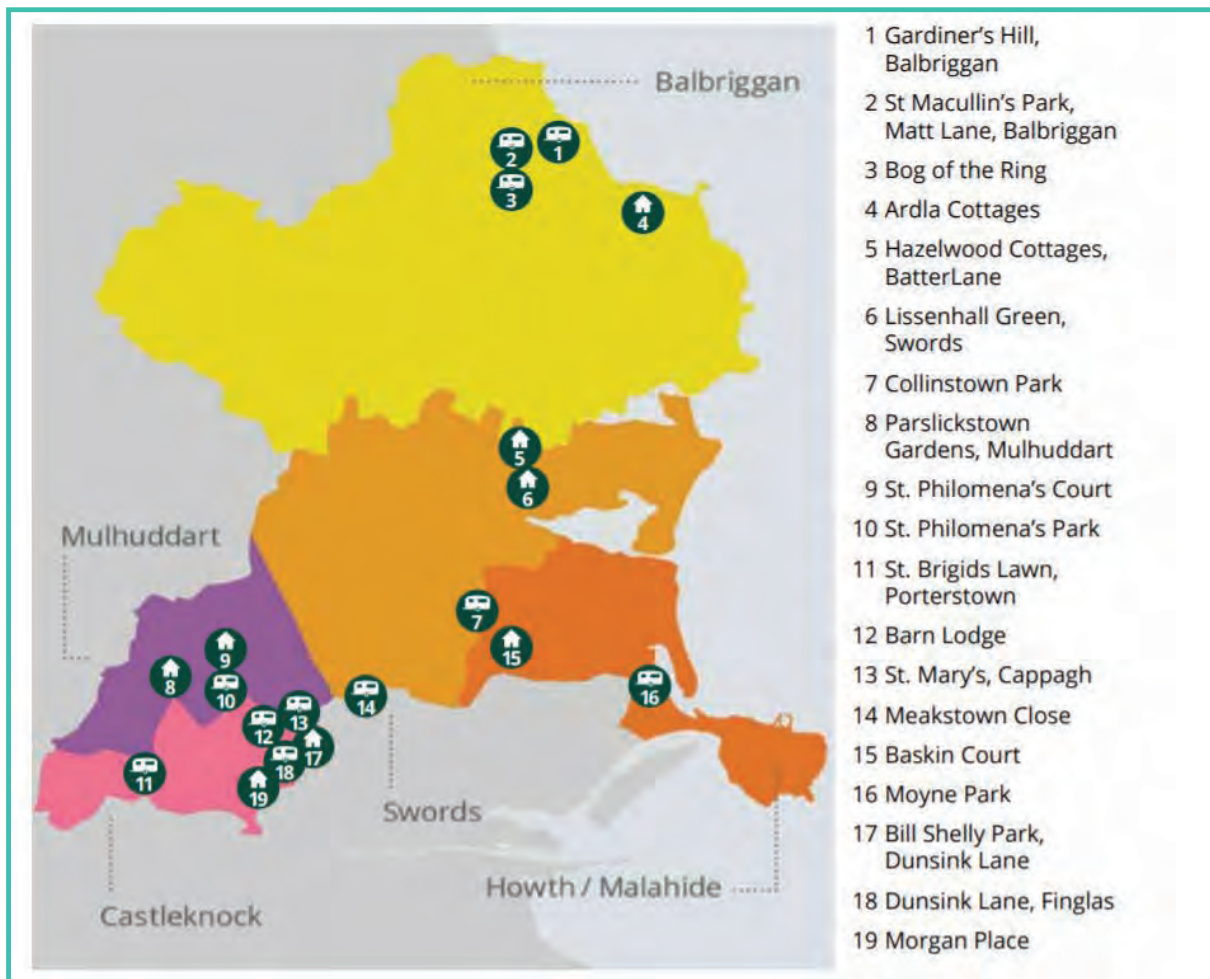 Balbriggan
2
1
3
4
5
6
Mulhuddart
7
9
15
8
10
16
14
13
12
17
18
11
19
Swords
Howth / Malahide
Castleknock
1 Gardiner's Hill,
Balbriggan
2 St Macullin's Park,
Matt Lane, Balbriggan
3 Bog of the Ring
4 Ardla Cottages
5 Hazelwood Cottages,
BatterLane
6 Lissenhall Green,
Swords
7 Collinstown Park
8 Parslickstown
Gardens, Mulhuddart
9 St. Philomena's Court
10 St. Philomena's Park
11 St. Brigids Lawn,
Porterstown
12 Barn Lodge
13 St. Mary's, Cappagh
14 Meakstown Close
15 Baskin Court
16 Moyne Park
17 Bill Shelly Park,
Dunsink Lane
18 Dunsink Lane, Finglas
19 Morgan Place